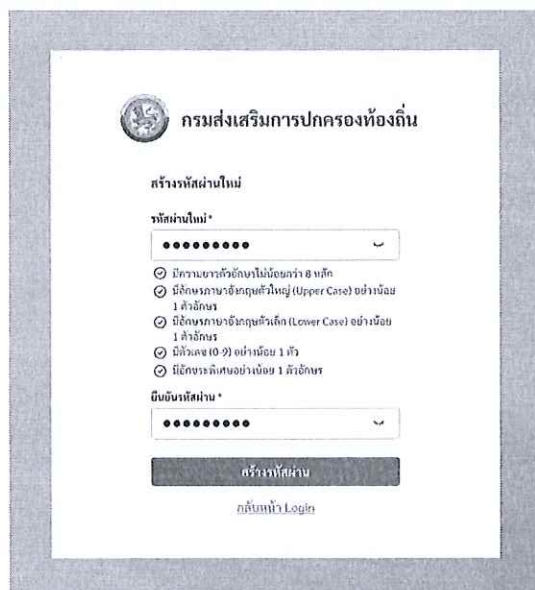 กรมส่งเสริมการปกครองท้องถิ่น
สร้างรหัสผ่านใหม่
รหัสผ่านใหม่ *
มีความยาวตัวอักษรไม่น้อยกว่า 8 หลัก
มีอักษรภาษาอังกฤษตัวใหญ่ (Upper Case) อย่างน้อย
1 ตัวอักษร
มีอักษรภาษาอังกฤษตัวเล็ก (Lower Case) อย่างน้อย
1 ตัวอักษร
มีตัวเลข (0-9) อย่างน้อย 1 ตัว
มีอักขระพิเศษอย่างน้อย 1 ตัวอักษร
ยืนยันรหัสผ่าน *
สร้างรหัสผ่าน
กลับหน้า Login